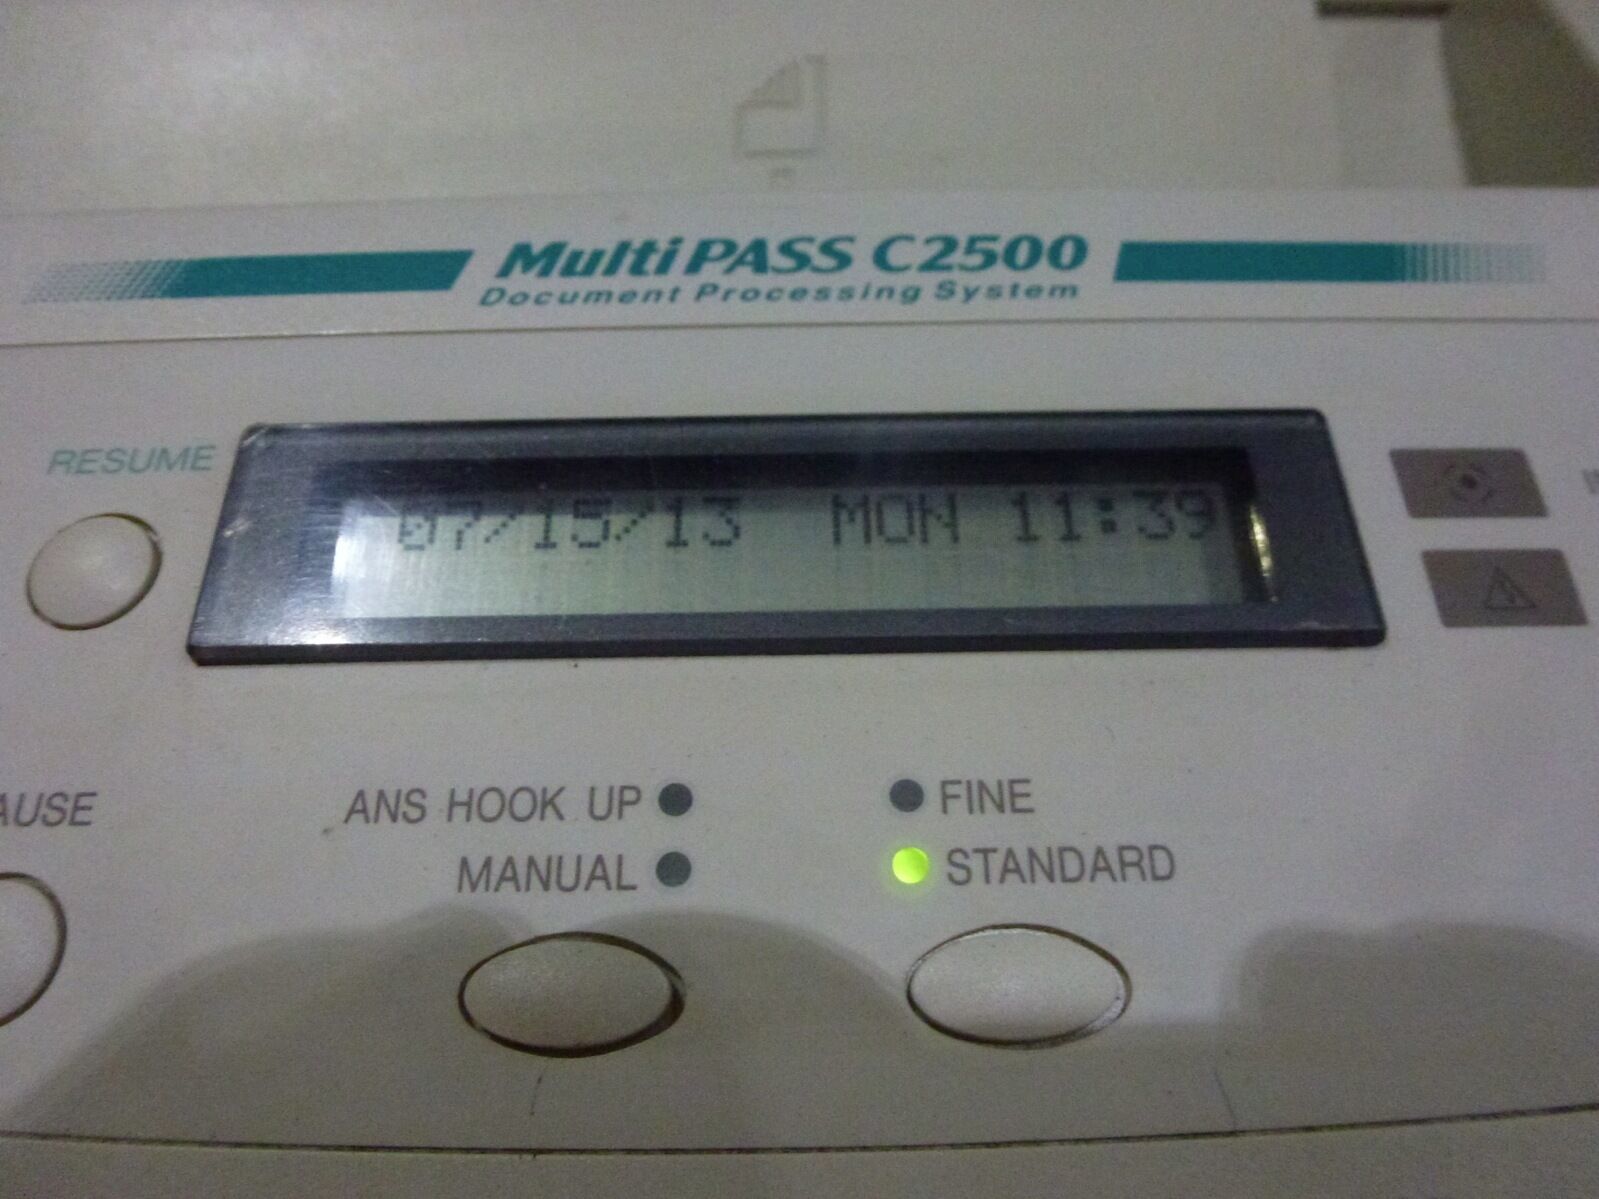 MultiPASS C2500
Document Processing System
RESUME
07/15/13 MON 11:39
AUSE
ANS HOOK UP
FINE
MANUAL
STANDARD